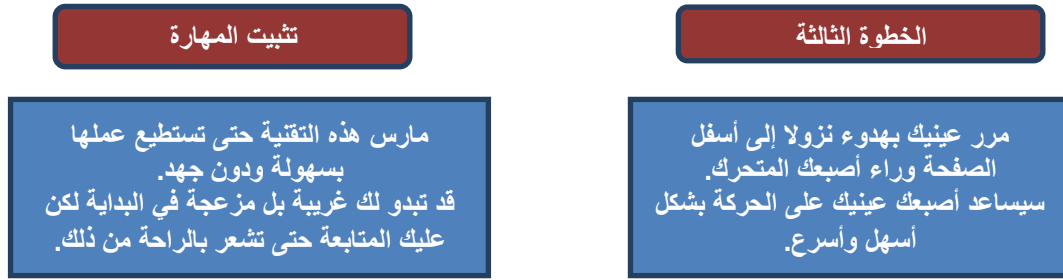 الخطوة الثالثة
مرر عينيك بهدوء نزولا إلى أسفل
الصفحة وراء أصبعك المتحرك.
سيساعد أصبعك عينيك على الحركة بشكل
أسهل وأسرع.
تثبيت المهارة
مارس هذه التقنية حتى تستطيع عملها
بسهولة ودون جهد.
قد تبدو لك غريبة بل مزعجة في البداية لكن
عليك المتابعة حتى تشعر بالراحة من ذلك.